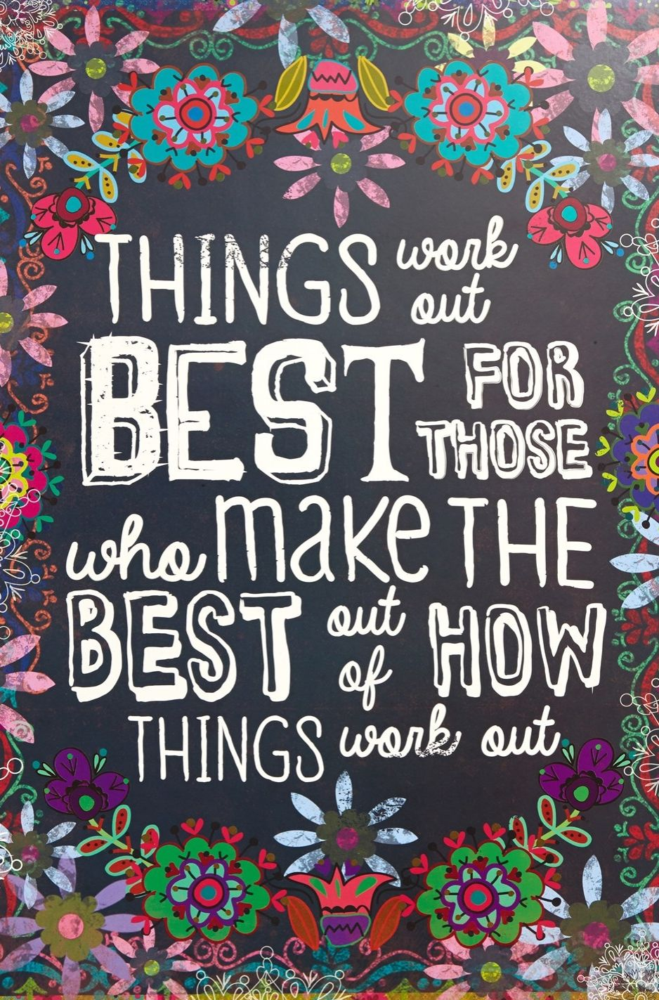 THINGS work out
BEST FOR THOSE
who make THE
BEST out of HOW
THINGS work out